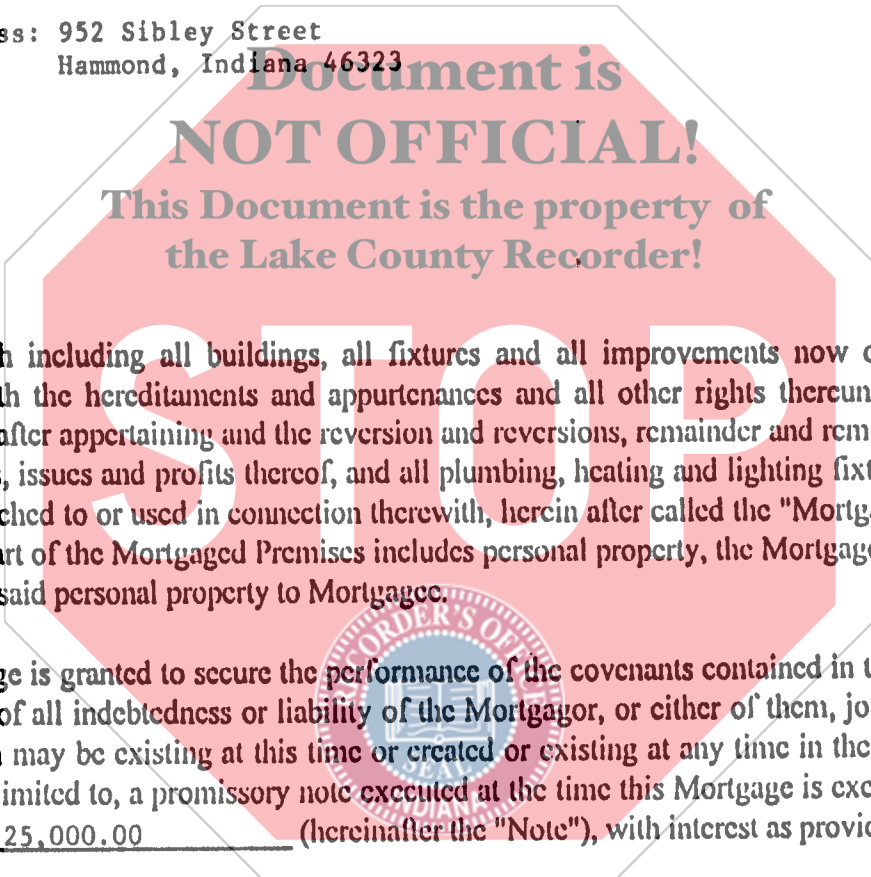 ss: 952 Sibley Street
Hammond, Indiana 46323
Document is
NOT OFFICIAL!
This Document is the property of
the Lake County Recorder!
STOP
h including all buildings, all fixtures and all improvements now o
th the hereditaments and appurtenances and all other rights thereun
after appertaining and the reversion and reversions, remainder and rem
, issues and profits thereof, and all plumbing, heating and lighting fixt
ched to or used in connection therewith, herein after called the "Mortga
art of the Mortgaged Premises includes personal property, the Mortgage
said personal property to Mortgagee.
RECORDER'S OFFICE
SEAL
INDIANA
ge is granted to secure the performance of the covenants contained in t
of all indebtedness or liability of the Mortgagor, or either of them, jo
may be existing at this time or created or existing at any time in the
imited to, a promissory note executed at the time this Mortgage is exc
25,000.00 (hereinafter the "Note"), with interest as provid